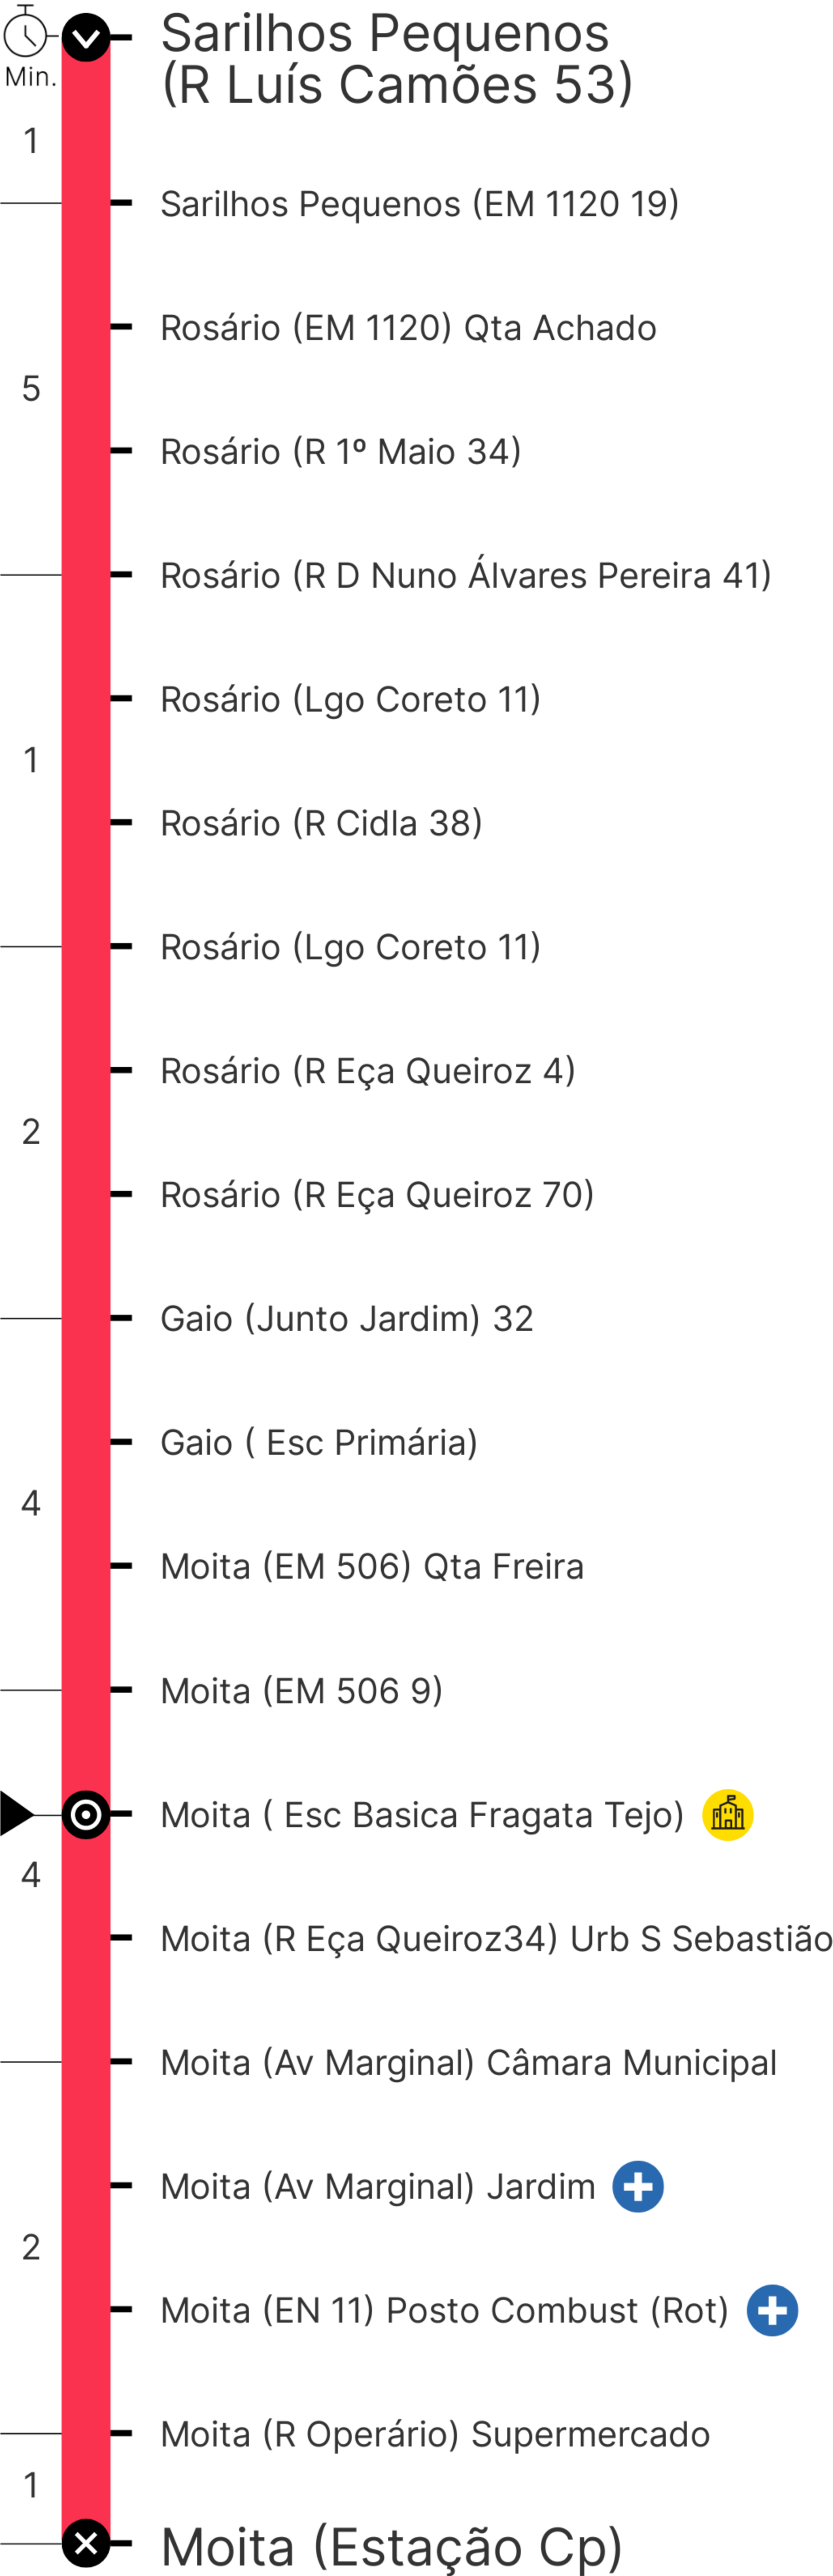 Min.
Sarilhos Pequenos
(R Luís Camões 53)
1
Sarilhos Pequenos (EM 1120 19)
Rosário (EM 1120) Qta Achado
5
Rosário (R 1º Maio 34)
Rosário (R D Nuno Álvares Pereira 41)
Rosário (Lgo Coreto 11)
1
Rosário (R Cidla 38)
Rosário (Lgo Coreto 11)
Rosário (R Eça Queiroz 4)
2
Rosário (R Eça Queiroz 70)
Gaio (Junto Jardim) 32
Gaio ( Esc Primária)
4
Moita (EM 506) Qta Freira
Moita (EM 506 9)
Moita ( Esc Basica Fragata Tejo)
4
Moita (R Eça Queiroz34) Urb S Sebastião
Moita (Av Marginal) Câmara Municipal
Moita (Av Marginal) Jardim
2
Moita (EN 11) Posto Combust (Rot)
Moita (R Operário) Supermercado
1
Moita (Estação Cp)